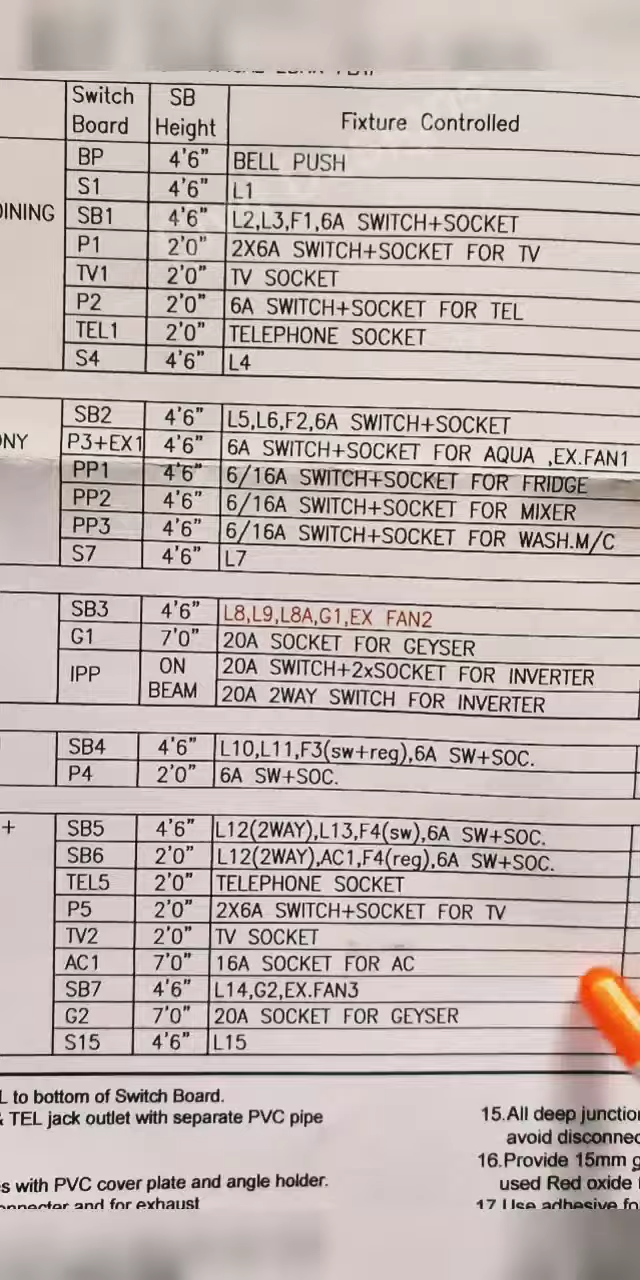 Switch Board SB Height Fixture Controlled
BP 4'6" BELL PUSH
S1 4'6" L1
DINING SB1 4'6" L2,L3,F1,6A SWITCH+SOCKET
P1 2'0" 2X6A SWITCH+SOCKET FOR TV
TV1 2'0" TV SOCKET
P2 2'0" 6A SWITCH+SOCKET FOR TEL
TEL1 2'0" TELEPHONE SOCKET
S4 4'6" L4
SB2 4'6" L5,L6,F2,6A SWITCH+SOCKET
ONY P3+EX1 4'6" 6A SWITCH+SOCKET FOR AQUA ,EX.FAN1
PP1 4'6" 6/16A SWITCH+SOCKET FOR FRIDGE
PP2 4'6" 6/16A SWITCH+SOCKET FOR MIXER
PP3 4'6" 6/16A SWITCH+SOCKET FOR WASH.M/C
S7 4'6" L7
SB3 4'6" L8,L9,L8A,G1,EX FAN2
G1 7'0" 20A SOCKET FOR GEYSER
IPP ON BEAM 20A SWITCH+2xSOCKET FOR INVERTER
20A 2WAY SWITCH FOR INVERTER
SB4 4'6" L10,L11,F3(sw+reg),6A SW+SOC.
P4 2'0" 6A SW+SOC.
+ SB5 4'6" L12(2WAY),L13,F4(sw),6A SW+SOC.
SB6 2'0" L12(2WAY),AC1,F4(reg),6A SW+SOC.
TEL5 2'0" TELEPHONE SOCKET
P5 2'0" 2X6A SWITCH+SOCKET FOR TV
TV2 2'0" TV SOCKET
AC1 7'0" 16A SOCKET FOR AC
SB7 4'6" L14,G2,EX.FAN3
G2 7'0" 20A SOCKET FOR GEYSER
S15 4'6" L15
L to bottom of Switch Board.
& TEL jack outlet with separate PVC pipe
s with PVC cover plate and angle holder.
onnector and for exhaust
15.All deep junction
avoid disconnec
16.Provide 15mm g
used Red oxide
17.Use adhesive fo